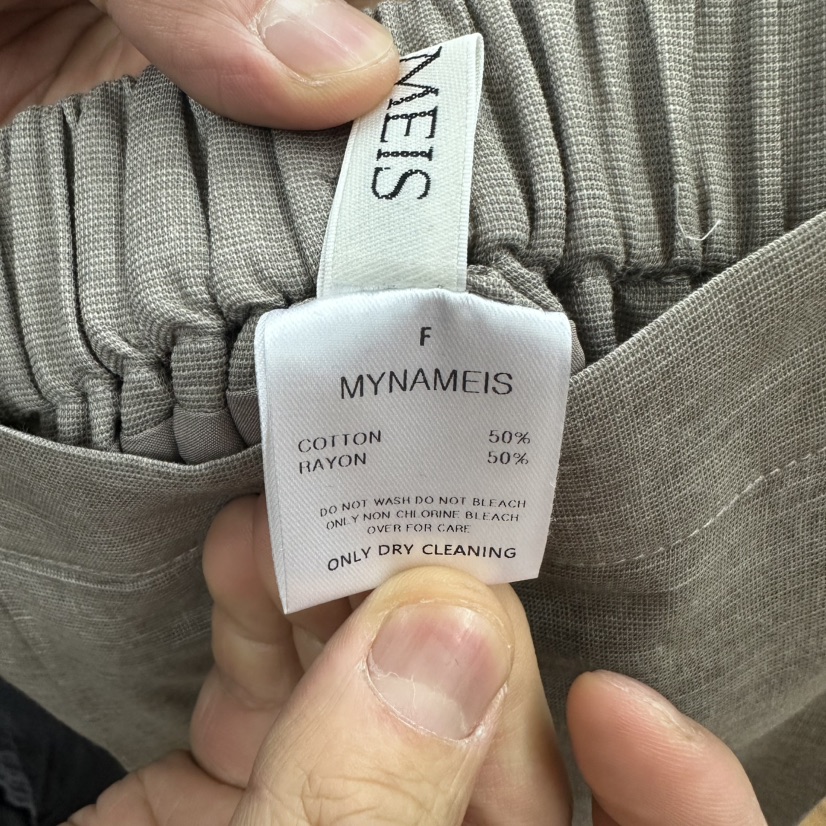 MEIS
F
MYNAMEIS
COTTON 50%
RAYON 50%
DO NOT WASH DO NOT BLEACH
ONLY NON CHLORINE BLEACH
OVER FOR CARE
ONLY DRY CLEANING